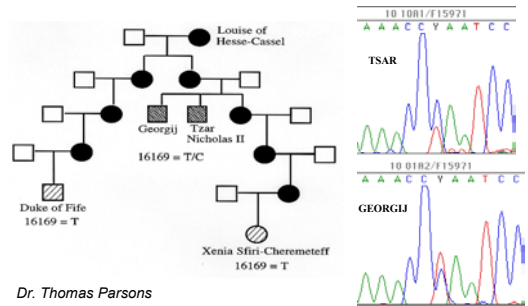 Louise of
Hesse-Cassel
Georgij
Tzar
Nicholas II
16169 = T/C
Duke of Fife
16169 = T
Xenia Sfiri-Cheremeteff
16169 = T
Dr. Thomas Parsons
10 10A1/F15971
A A A C C Y A A T C C
TSAR
10 01A2/F15971
A A A C C Y A A T C C
GEORGIJ